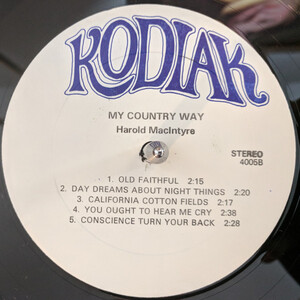 KODIAK
MY COUNTRY WAY
Harold MacIntyre
STEREO
4005B
1. OLD FAITHFUL 2:15
2. DAY DREAMS ABOUT NIGHT THINGS 2:20
3. CALIFORNIA COTTON FIELDS 2:17
4. YOU OUGHT TO HEAR ME CRY 2:38
5. CONSCIENCE TURN YOUR BACK 2:28